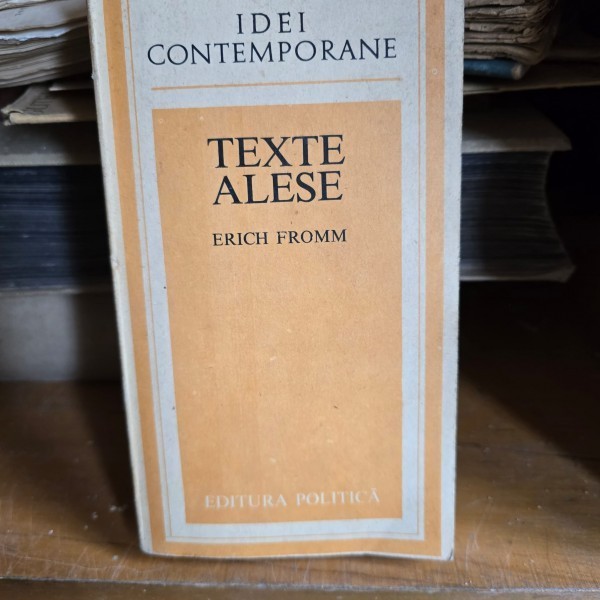 IDEI
CONTEMPORANE
TEXTE
ALESE
ERICH FROMM
EDITURA POLITICĂ